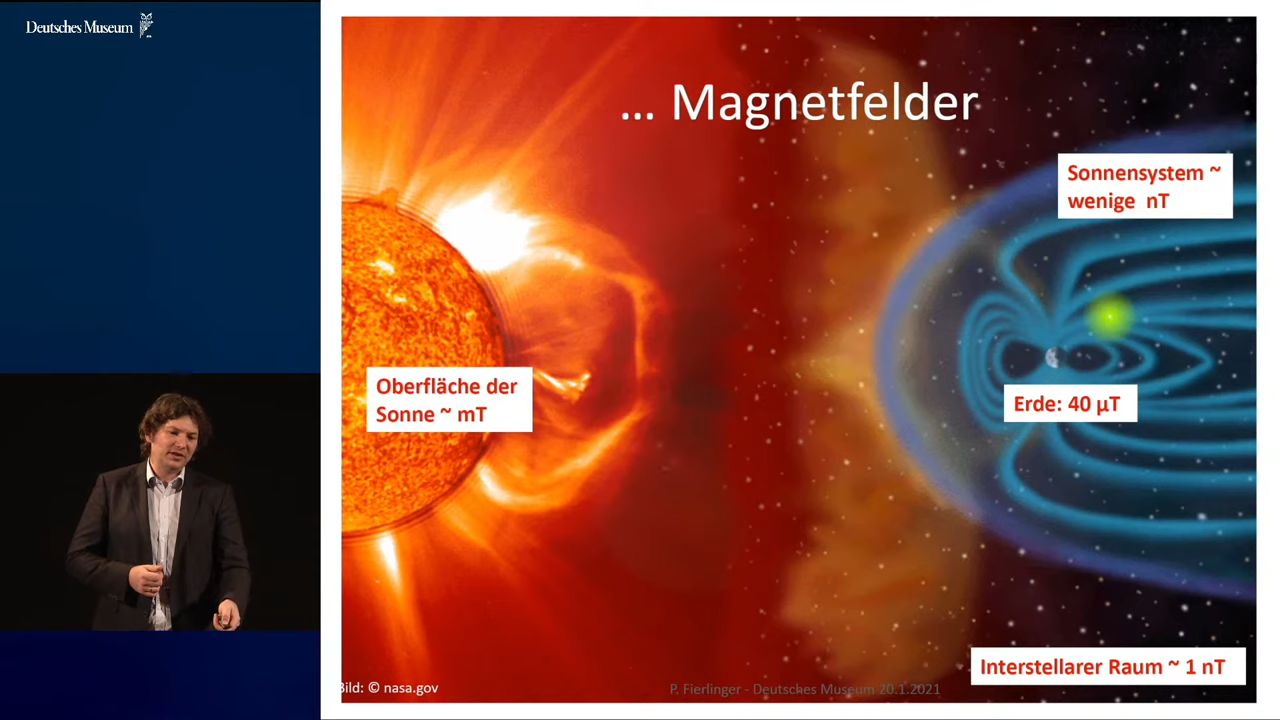 Deutsches Museum
... Magnetfelder
Sonnensystem ~
wenige nT
Oberfläche der
Sonne ~ mT
Erde: 40 µT
Interstellarer Raum ~ 1 nT
Bild: © nasa.gov
P. Fierlinger - Deutsches Museum 20.1.2021